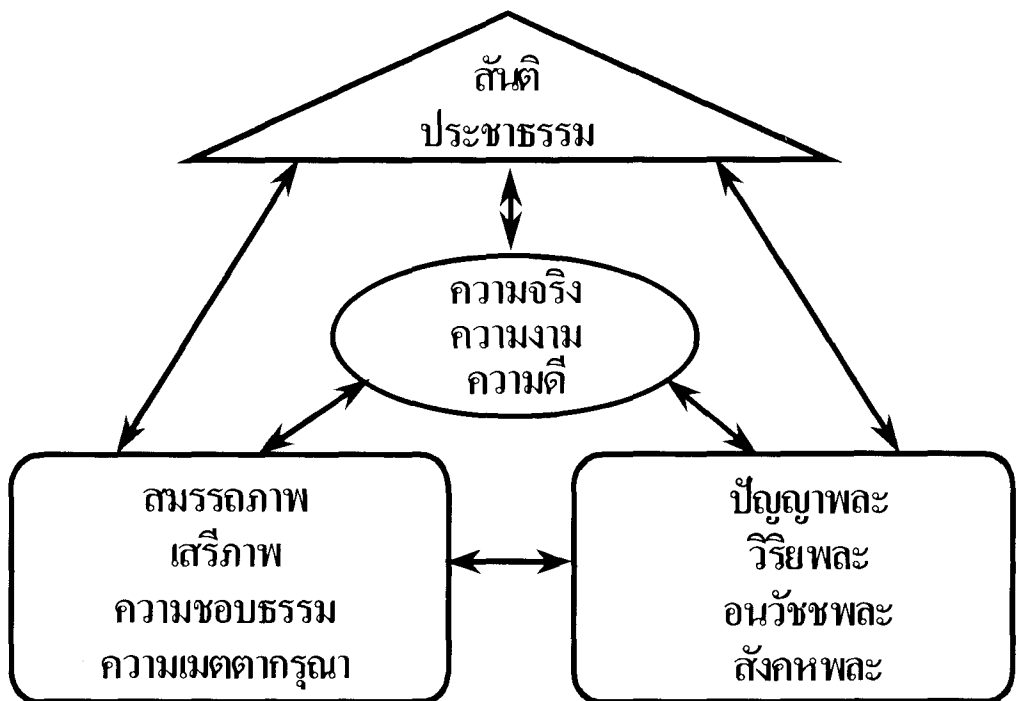 สันติ
ประชาธรรม
ความจริง
ความงาม
ความดี
สมรรถภาพ
เสรีภาพ
ความชอบธรรม
ความเมตตากรุณา
ปัญญาพละ
วิริยพละ
อนวัชชพละ
สังคหพละ